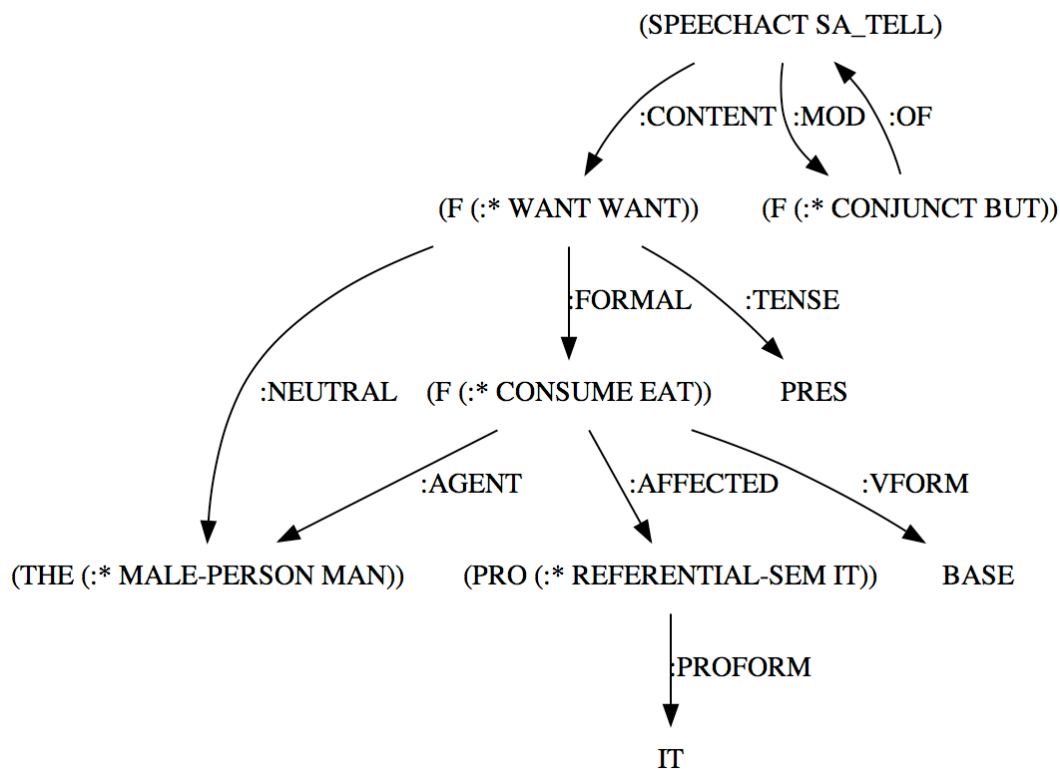 (SPEECHACT SA_TELL)
:CONTENT :MOD :OF
(F (:* WANT WANT)) (F (:* CONJUNCT BUT))
:FORMAL :TENSE
:NEUTRAL (F (:* CONSUME EAT)) PRES
:AGENT :AFFECTED :VFORM
(THE (:* MALE-PERSON MAN)) (PRO (:* REFERENTIAL-SEM IT)) BASE
:PROFORM
IT